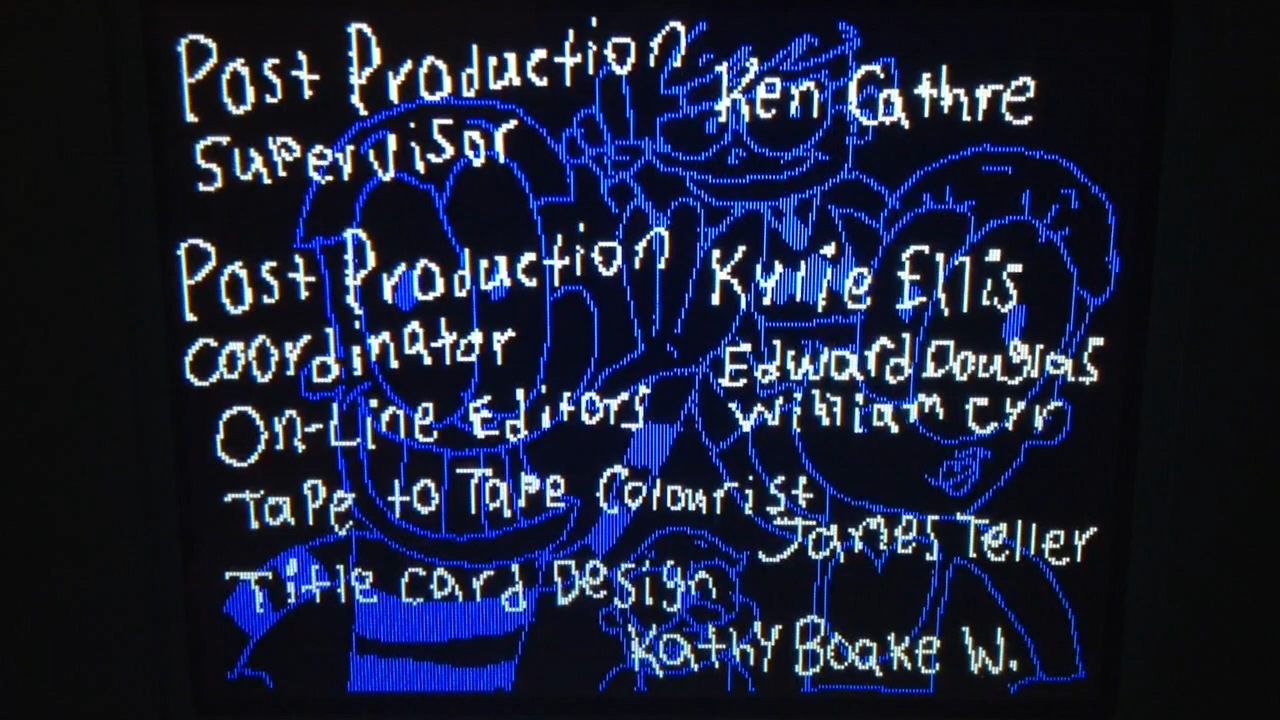 Post Production Ken Cathre
Supervisor
Post Production Kylie Ellis
coordinator Edward Douglas
On-Line Editors William Cyr
Tape to Tape Colourist
James Teller
Title card Design
Kathy Boake W.